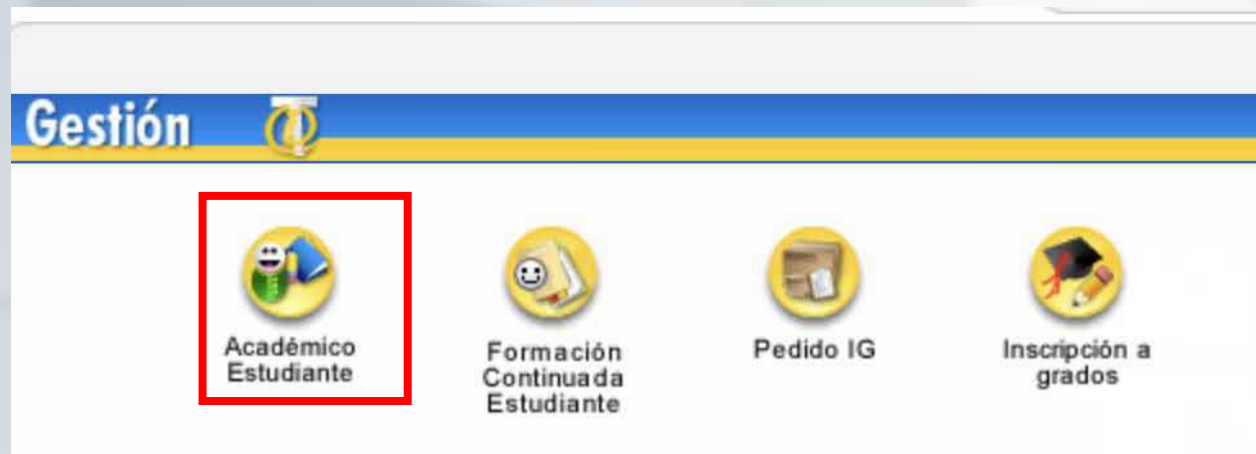 Gestión
Académico
Estudiante
Formación
Continuada
Estudiante
Pedido IG
Inscripción a
grados